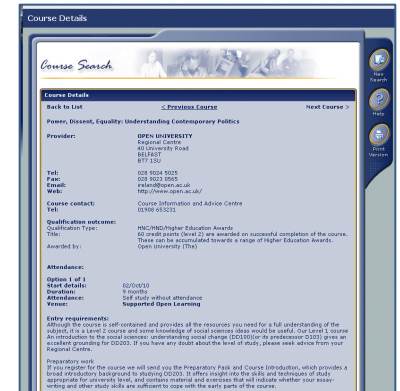 Course Details
Course Search
New
Search
Help
Print
Version
Course Details
Back to List < Previous Course Next Course >
Power, Dissent, Equality: Understanding Contemporary Politics
Provider: OPEN UNIVERSITY
Regional Centre
40 University Road
BELFAST
BT7 1SU
Tel: 028 9024 5025
Fax: 028 9023 0565
Email: ireland@open.ac.uk
Web: http://www.open.ac.uk/
Course contact: Course Information and Advice Centre
Tel: 01908 653231
Qualification outcome:
Qualification Type: HNC/HND/Higher Education Awards
Title: 60 credit points (level 2) are awarded on successful completion of the course.
These can be accumulated towards a range of Higher Education Awards.
Awarded by: Open University (The)
Attendance:
Option 1 of 1
Start details: 02/Oct/10
Duration: 9 months
Attendance: Self study without attendance
Venue: Supported Open Learning
Entry requirements:
Although the course is self-contained and provides all the resources you need for a full understanding of the
subject, it is a Level 2 course and some knowledge of social sciences ideas would be useful. Our Level 1 course
An introduction to the social sciences: understanding social change (DD100)(or its predecessor D103) gives an
excellent grounding for DD203. If you have any doubt about the level of study, please seek advice from your
Regional Centre.
Preparatory work
If you register for the course we will send you the Preparatory Pack and Course Introduction, which provides a
broad introductory background to studying DD203. It offers insight into the skills and techniques of study
appropriate for university level, and contains material and exercises that will indicate whether your essay-
writing and other study skills are sufficient to cope with the early parts of the course.